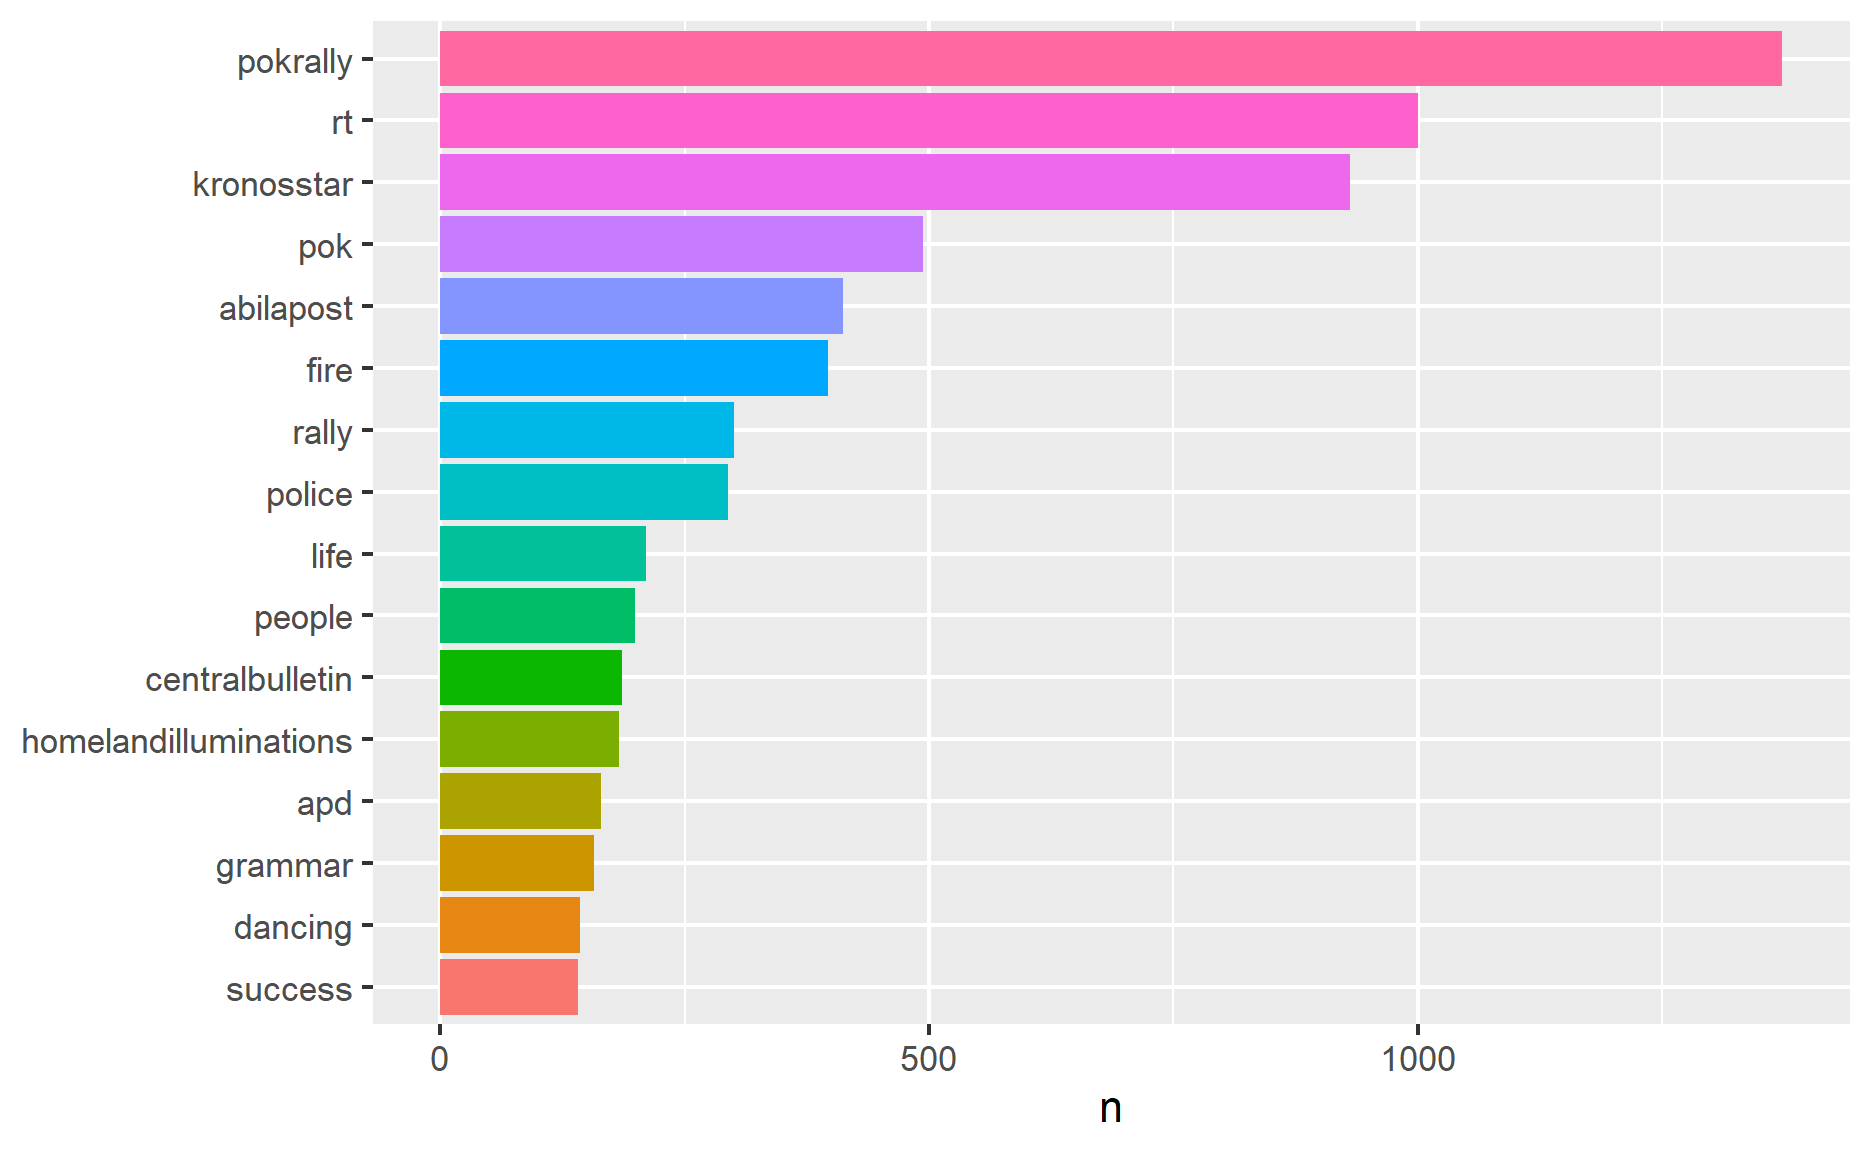 pokrally
rt
kronosstar
pok
abilapost
fire
rally
police
life
people
centralbulletin
homelandilluminations
apd
grammar
dancing
success
0 500 1000
n